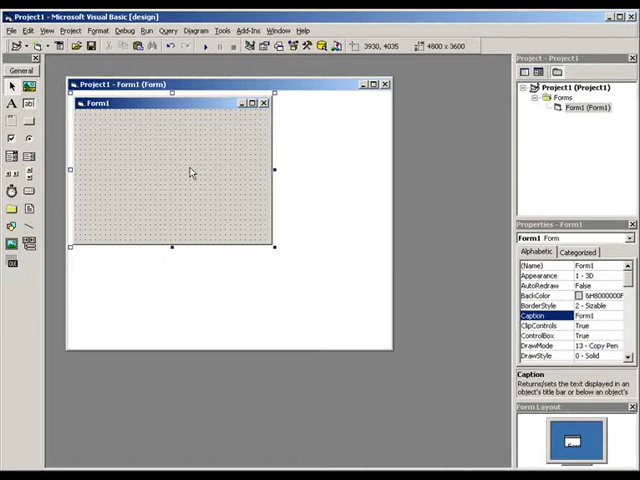 Project1 - Microsoft Visual Basic [design]
File Edit View Project Format Debug Run Query Diagram Tools Add-Ins Window Help
3930, 4035 4800 x 3600
General
Project1 - Form1 (Form)
Form1
A ab|
OLE
Project - Project1
Project1 (Project1)
Forms
Form1 (Form1)
Properties - Form1
Form1 Form
Alphabetic Categorized
(Name) Form1
Appearance 1 - 3D
AutoRedraw False
BackColor &H8000000F
BorderStyle 2 - Sizable
Caption Form1
ClipControls True
ControlBox True
DrawMode 13 - Copy Pen
DrawStyle 0 - Solid
Caption
Returns/sets the text displayed in an
object's title bar or below an object's
Form Layout